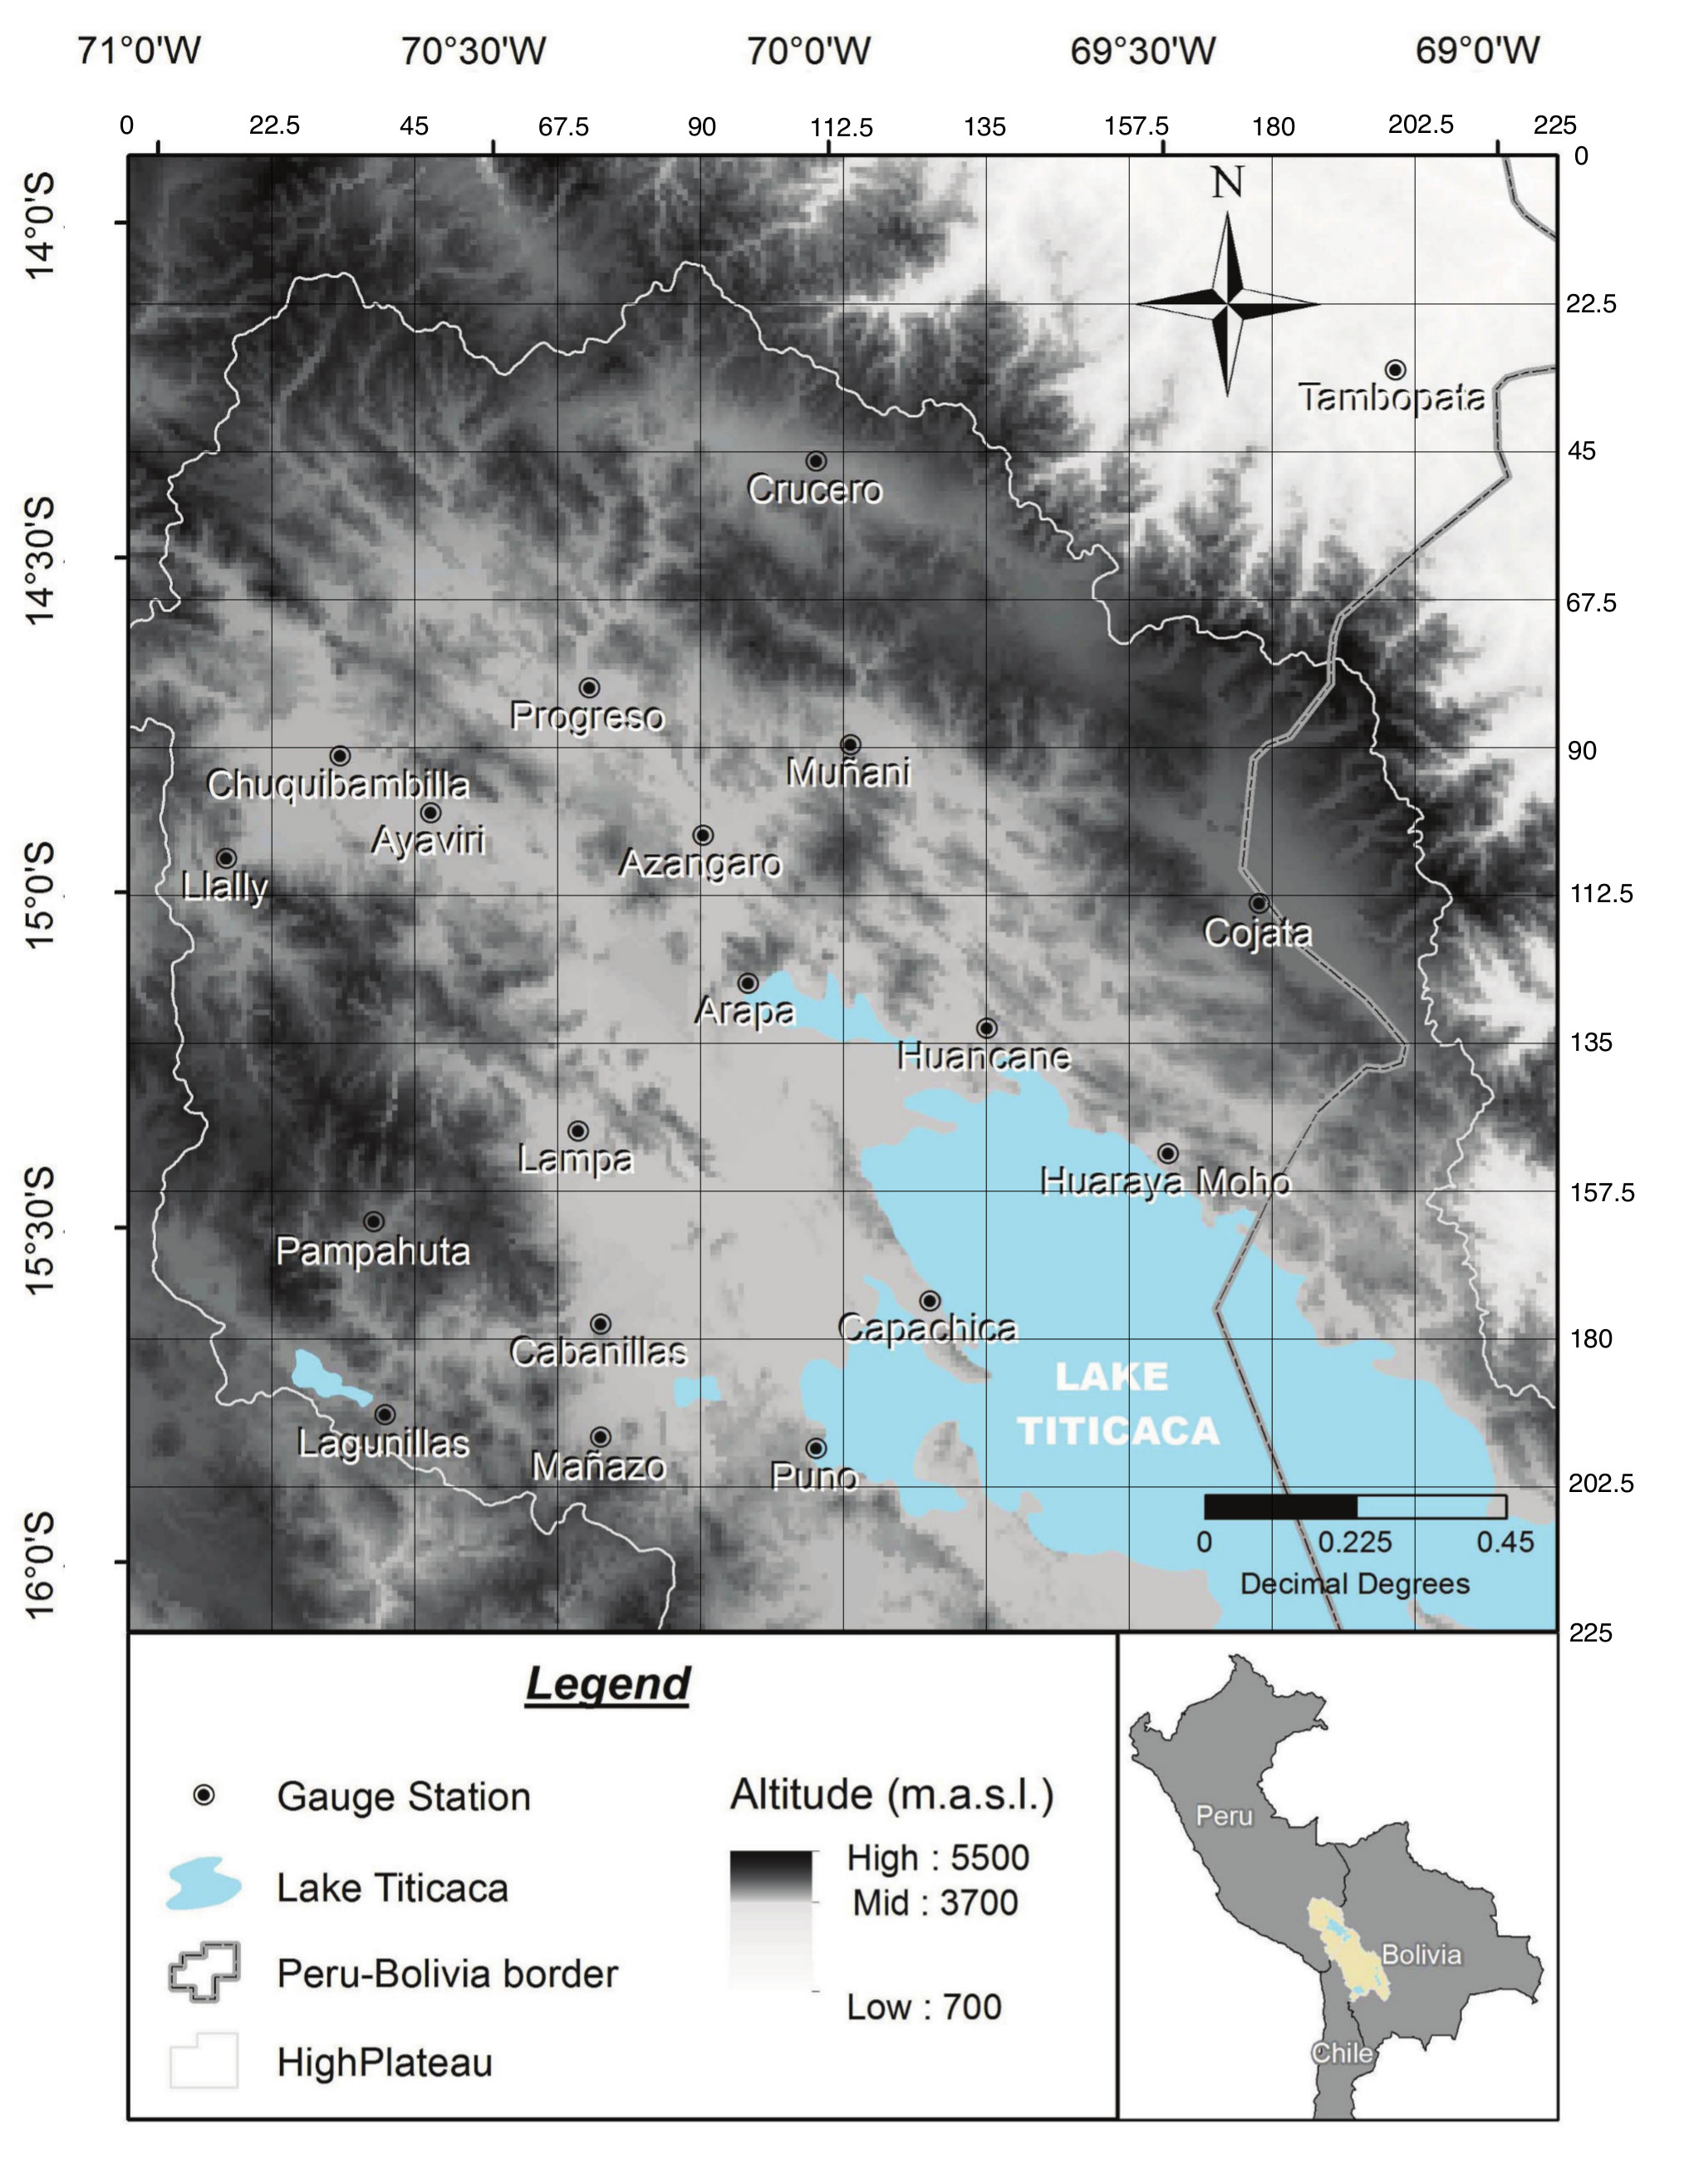 71°0'W 70°30'W 70°0'W 69°30'W 69°0'W
0 22.5 45 67.5 90 112.5 135 157.5 180 202.5 225
0
14°0'S
N
22.5
Tambopata
45
Crucero
14°30'S
67.5
Progreso
90
Muñani
Chuquibambilla
Ayaviri
Azangaro
Llally
15°0'S
112.5
Cojata
Arapa
135
Huancane
Lampa
Huaraya Moho
157.5
15°30'S
Pampahuta
Capachica
180
Cabanillas
LAKE
TITICACA
Lagunillas
Mañazo
Puno
202.5
16°0'S
0 0.225 0.45
Decimal Degrees
225
Legend
Gauge Station
Lake Titicaca
Peru-Bolivia border
HighPlateau
Altitude (m.a.s.l.)
High : 5500
Mid : 3700
Low : 700
Peru
Bolivia
Chile